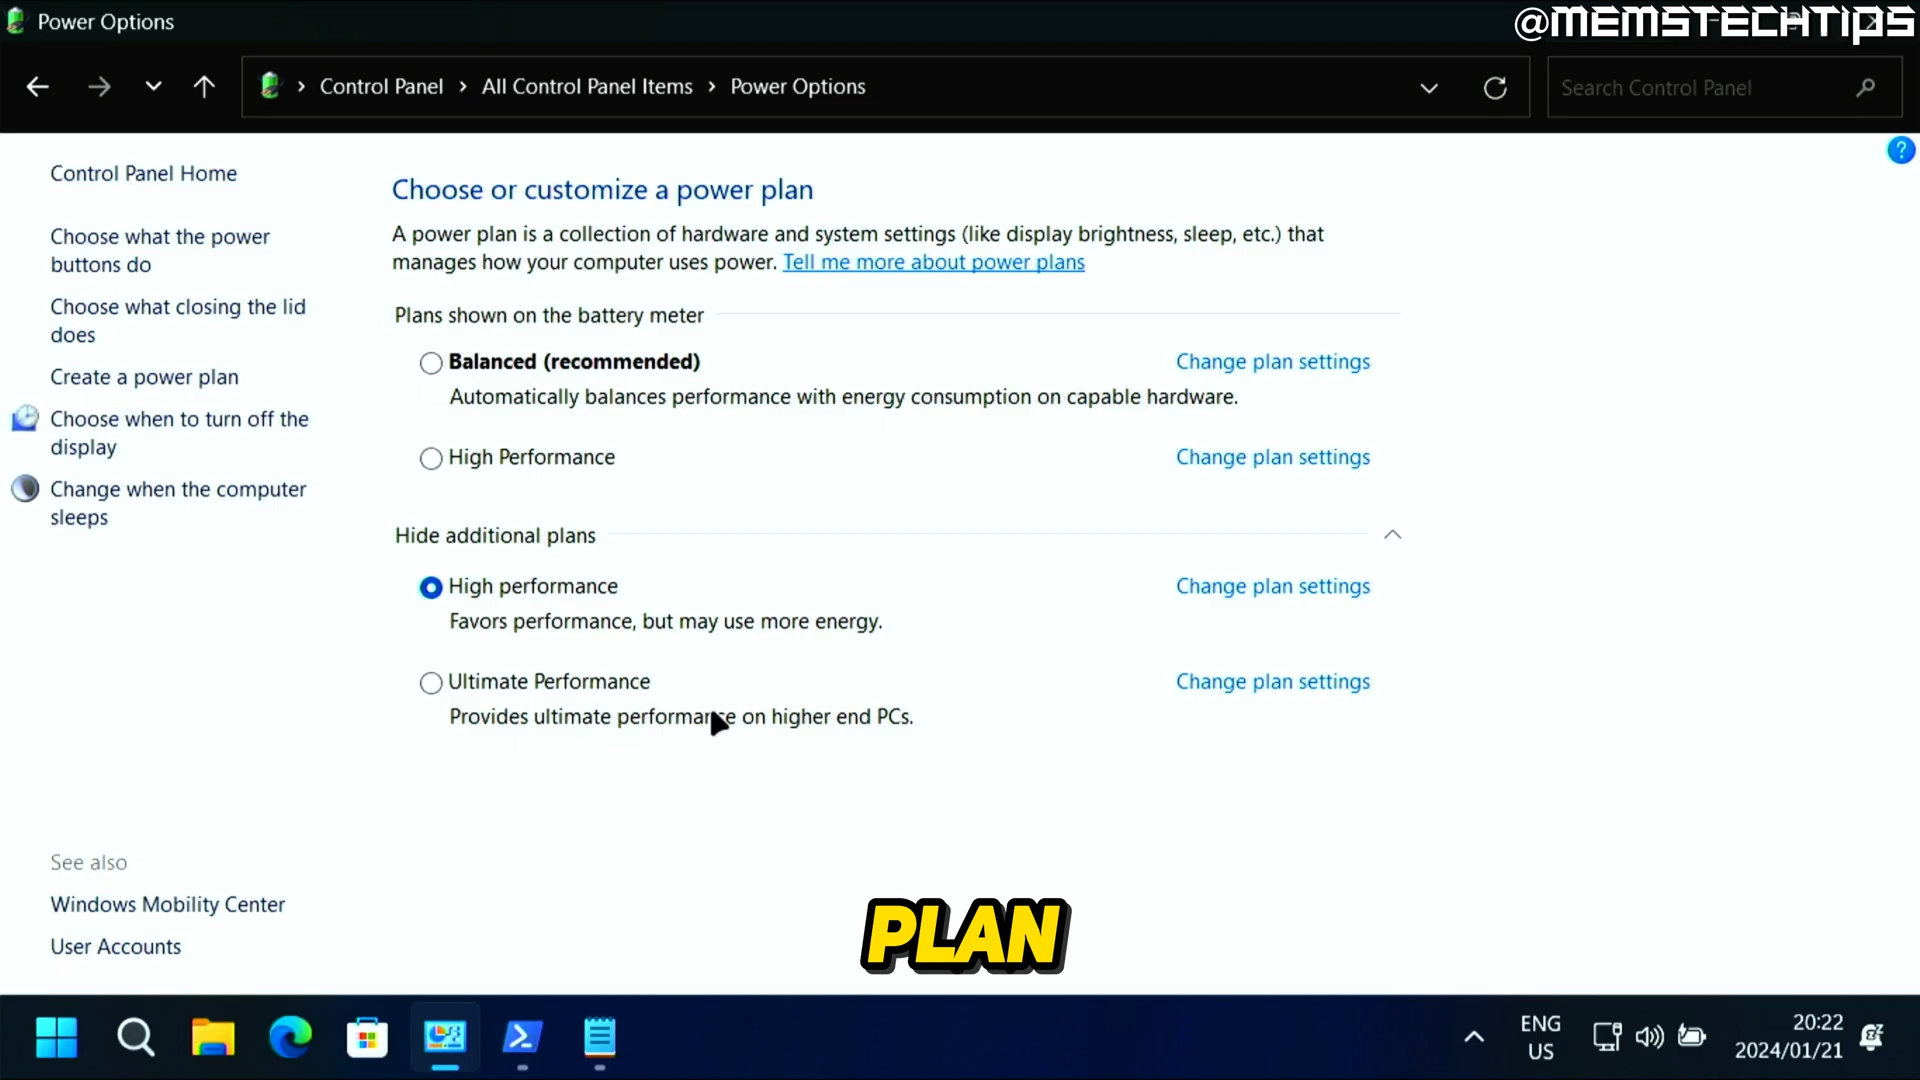 Power Options
@MEMSTECHTIPS
Control Panel > All Control Panel Items > Power Options
Search Control Panel
?
Control Panel Home
Choose what the power
buttons do
Choose what closing the lid
does
Create a power plan
Choose when to turn off the
display
Change when the computer
sleeps
Choose or customize a power plan
A power plan is a collection of hardware and system settings (like display brightness, sleep, etc.) that
manages how your computer uses power. Tell me more about power plans
Plans shown on the battery meter
Balanced (recommended) Change plan settings
Automatically balances performance with energy consumption on capable hardware.
High Performance Change plan settings
Hide additional plans
High performance Change plan settings
Favors performance, but may use more energy.
Ultimate Performance Change plan settings
Provides ultimate performance on higher end PCs.
See also
Windows Mobility Center
User Accounts
PLAN
ENG
US
20:22
2024/01/21